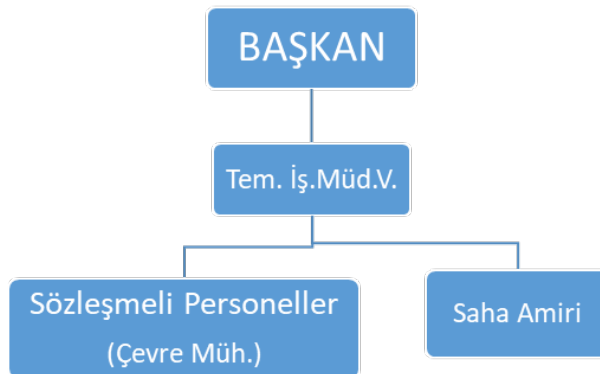 BAŞKAN
Tem. İş.Müd.V.
Sözleşmeli Personeller
(Çevre Müh.)
Saha Amiri